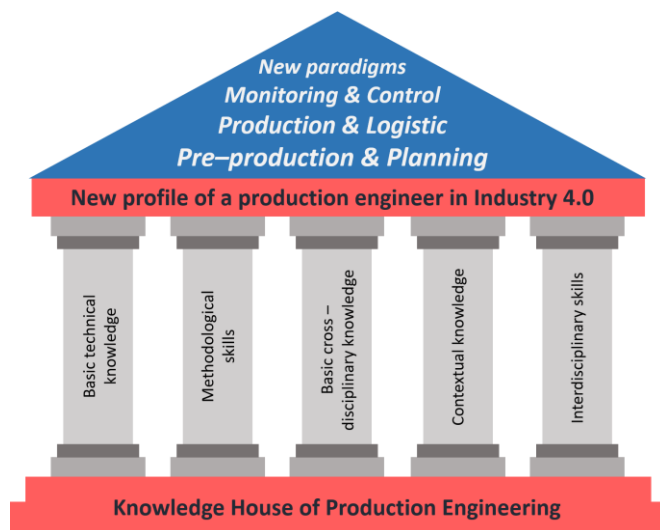 New paradigms
Monitoring & Control
Production & Logistic
Pre–production & Planning
New profile of a production engineer in Industry 4.0
Basic technical
knowledge
Methodological
skills
Basic cross –
disciplinary knowledge
Contextual knowledge
Interdisciplinary skills
Knowledge House of Production Engineering